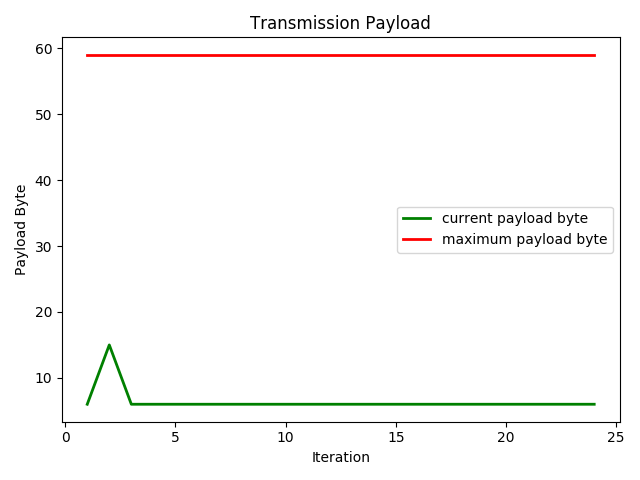 Transmission Payload
Payload Byte
60
50
40
30
20
10
current payload byte
maximum payload byte
0
5
10
15
20
25
Iteration